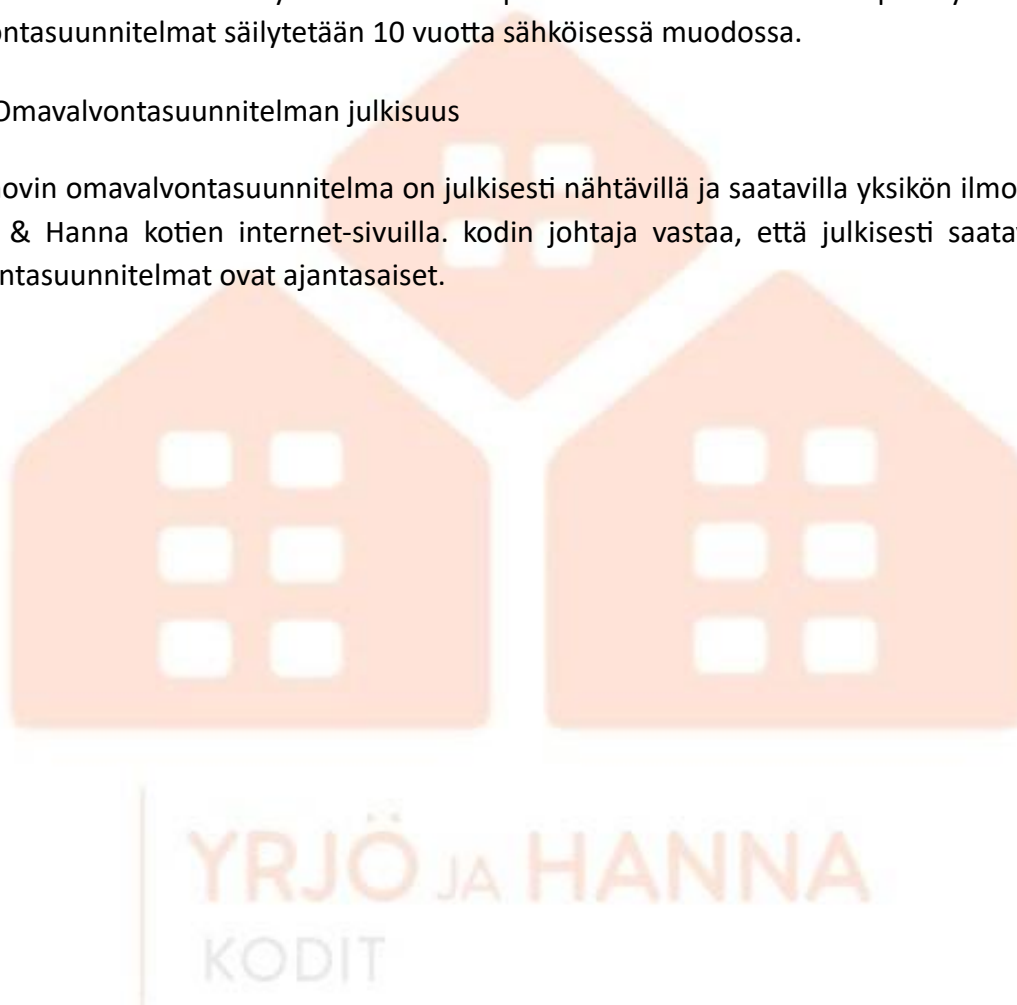 ontasuunnitelmat säilytetään 10 vuotta sähköisessä muodossa.
Omavalvontasuunnitelman julkisuus
ovin omavalvontasuunnitelma on julkisesti nähtävillä ja saatavilla yksikön ilmo
& Hanna kotien internet-sivuilla. kodin johtaja vastaa, että julkisesti saata
ntasuunnitelmat ovat ajantasaiset.
YRJÖ JA HANNA
KODIT